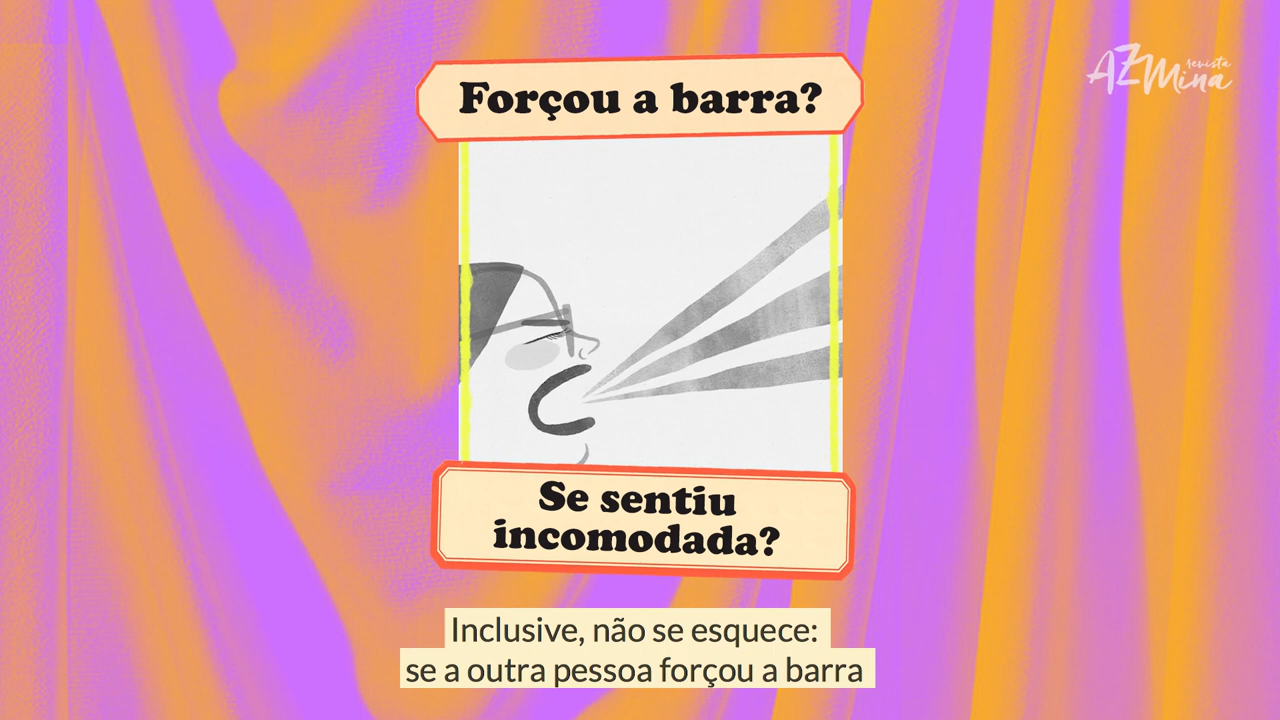 revista
AZMina
Forçou a barra?
Se sentiu
incomodada?
Inclusive, não se esquece:
se a outra pessoa forçou a barra